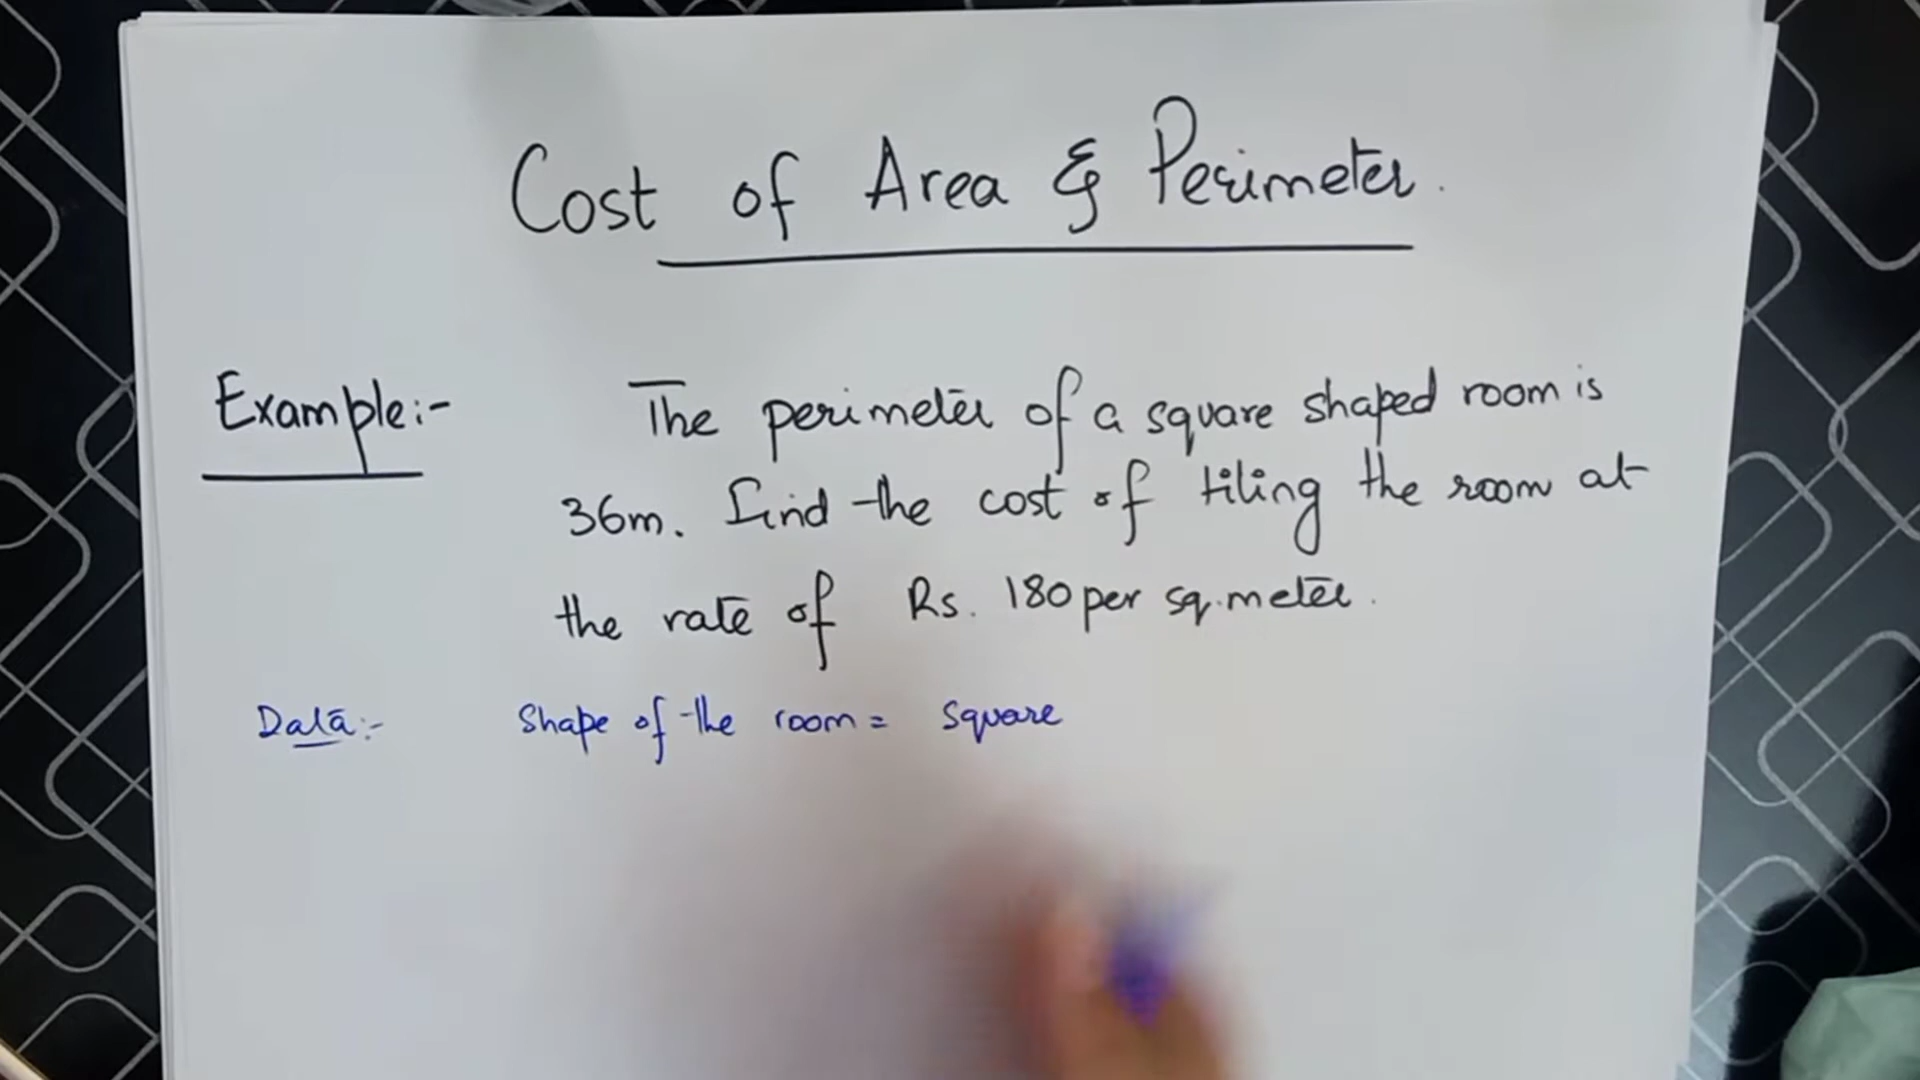 Cost of Area & Perimeter.
Example:- The perimeter of a square shaped room is
36m. Find the cost of tiling the room at
the rate of Rs. 180 per sq.meter.
Data:- Shape of the room = square